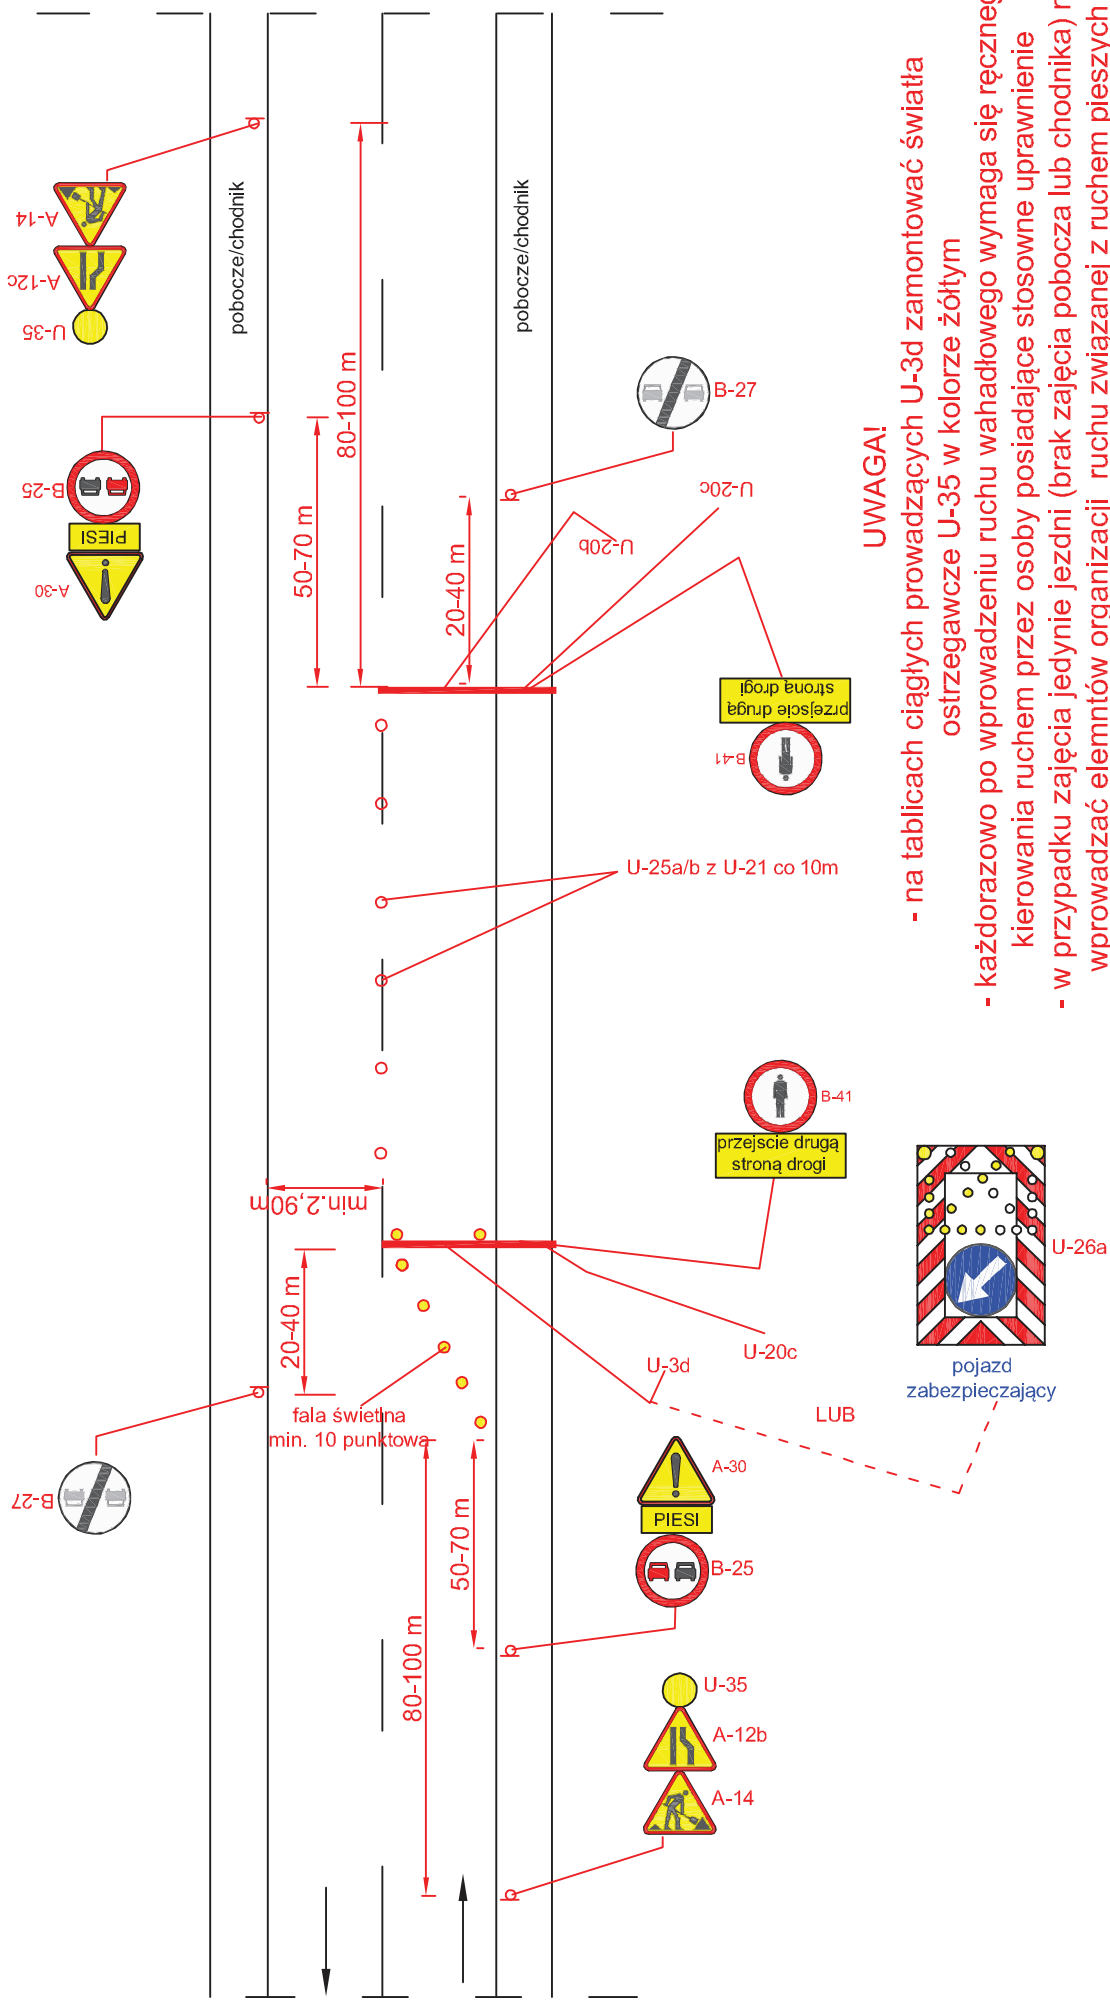 A-14
A-12c
U-35
pobocze/chodnik
pobocze/chodnik
80-100 m
B-25
PIESI
A-30
50-70 m
B-27
20-40 m
U-20c
U-20b
przejscie drugą
stroną drogi
B-41
U-25a/b z U-21 co 10m
UWAGA!
- na tablicach ciągłych prowadzących U-3d zamontować światła
ostrzegawcze U-35 w kolorze żółtym
- każdorazowo po wprowadzeniu ruchu wahadłowego wymaga się ręczneg
kierowania ruchem przez osoby posiadające stosowne uprawnienie
- w przypadku zajęcia jedynie jezdni (brak zajęcia pobocza lub chodnika)
wprowadzać elemntów organizacji ruchu związanej z ruchem pieszych
B-41
przejscie drugą
stroną drogi
min.2,90m
20-40 m
U-26a
pojazd
zabezpieczający
U-20c
U-3d
LUB
fala świetlna
min. 10 punktowa
B-27
A-30
PIESI
B-25
50-70 m
80-100 m
U-35
A-12b
A-14